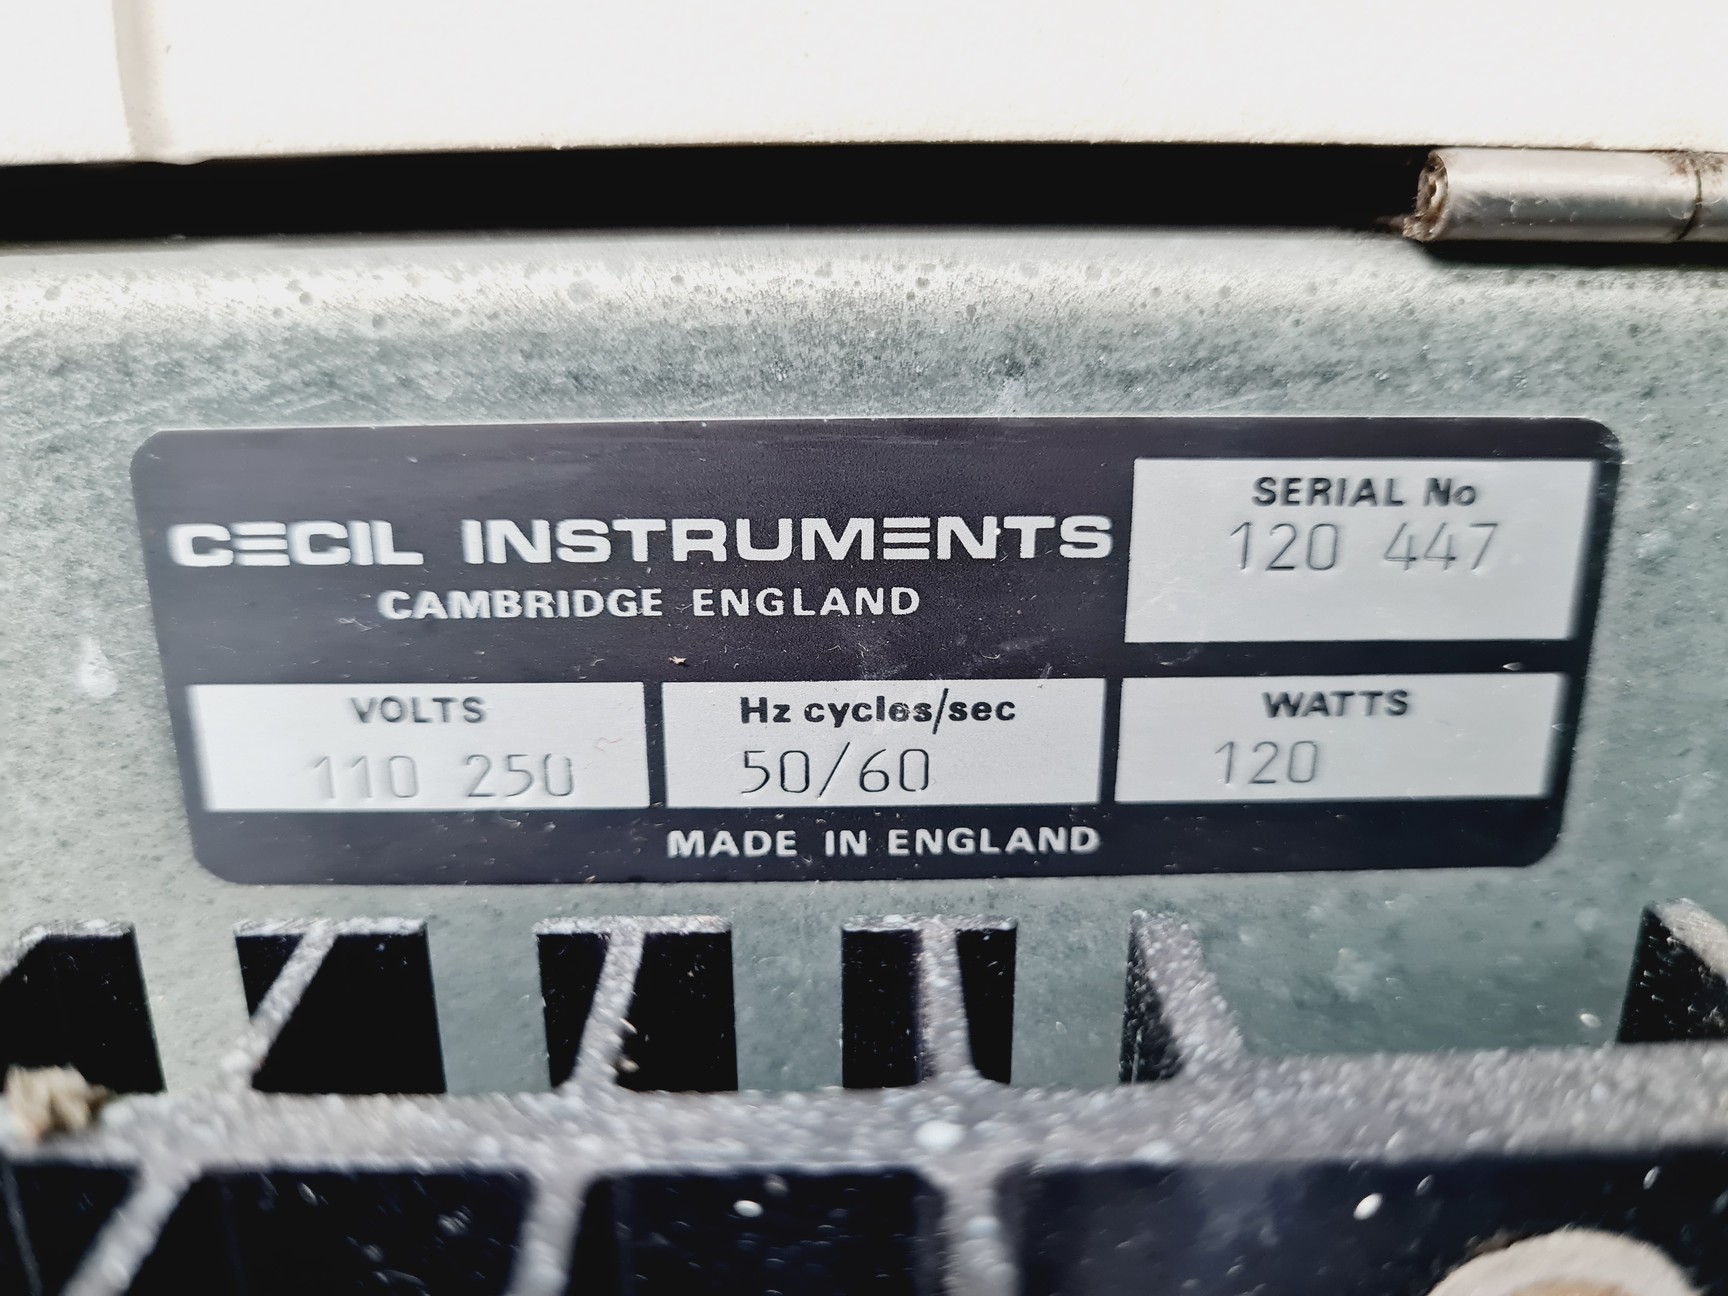 CECIL INSTRUMENTS
CAMBRIDGE ENGLAND
SERIAL No
120 447
VOLTS
110 250
Hz cycles/sec
50/60
WATTS
120
MADE IN ENGLAND